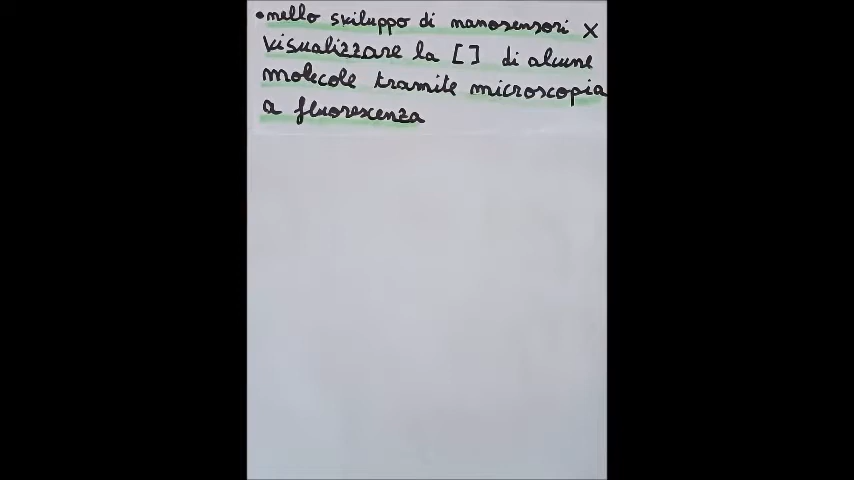 •nello sviluppo di nanosensori X
visualizzare la [] di alcune
molecole tramite microscopia
a fluorescenza